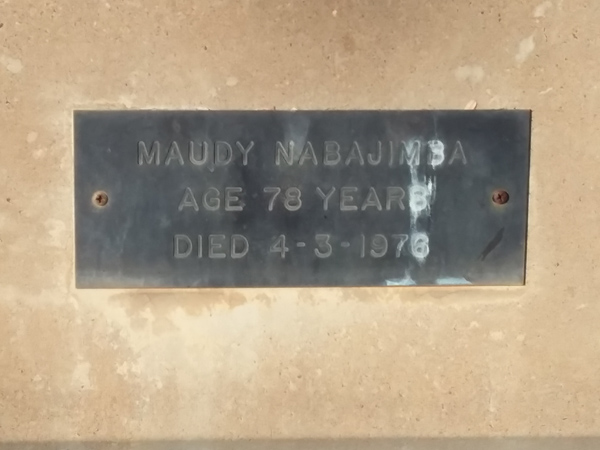 MAUDY NABAJIMBA
AGE 78 YEARS
DIED 4-3-1976